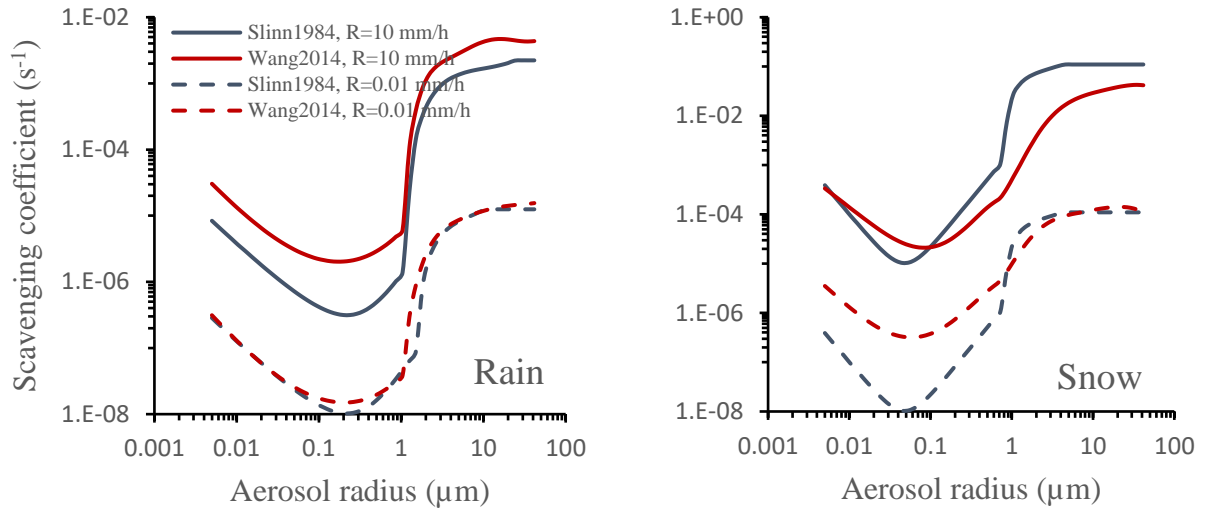 Scavenging coefficient (s⁻¹)
1.E-02
1.E-04
1.E-06
1.E-08
Slinn1984, R=10 mm/h
Wang2014, R=10 mm/h
Slinn1984, R=0.01 mm/h
Wang2014, R=0.01 mm/h
Rain
0.001 0.01 0.1 1 10 100
Aerosol radius (μm)
1.E+00
1.E-02
1.E-04
1.E-06
1.E-08
Snow
0.001 0.01 0.1 1 10 100
Aerosol radius (μm)